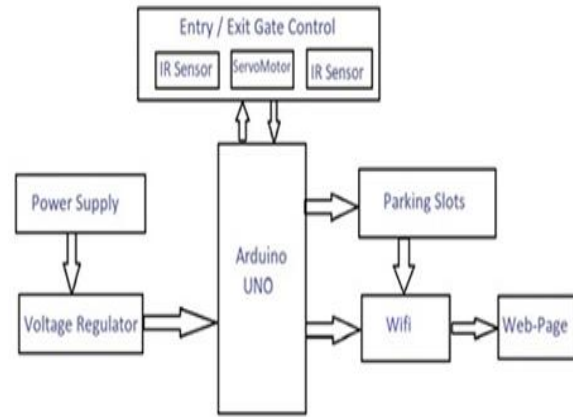 Entry / Exit Gate Control
IR Sensor
ServoMotor
IR Sensor
Power Supply
Arduino
UNO
Parking Slots
Voltage Regulator
Wifi
Web-Page